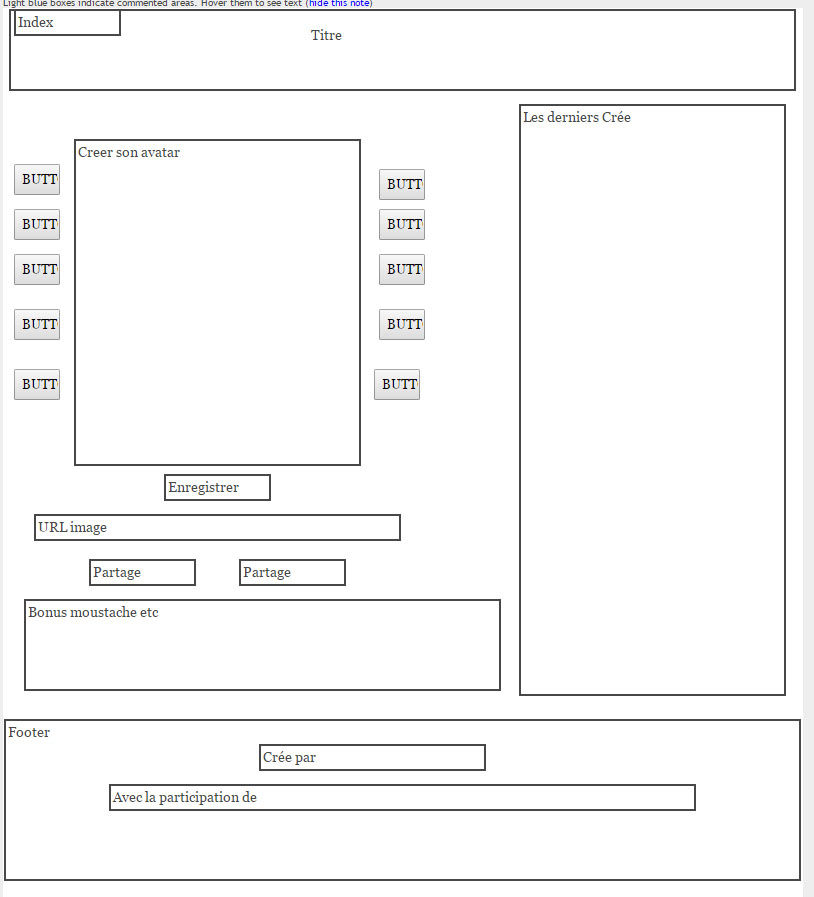 Light blue boxes indicate commented areas. Hover them to see text (hide this note)
Index
Titre
Les derniers Crée
Creer son avatar
BUTT
BUTT
BUTT
BUTT
BUTT
BUTT
BUTT
BUTT
BUTT
BUTT
Enregistrer
URL image
Partage
Partage
Bonus moustache etc
Footer
Crée par
Avec la participation de